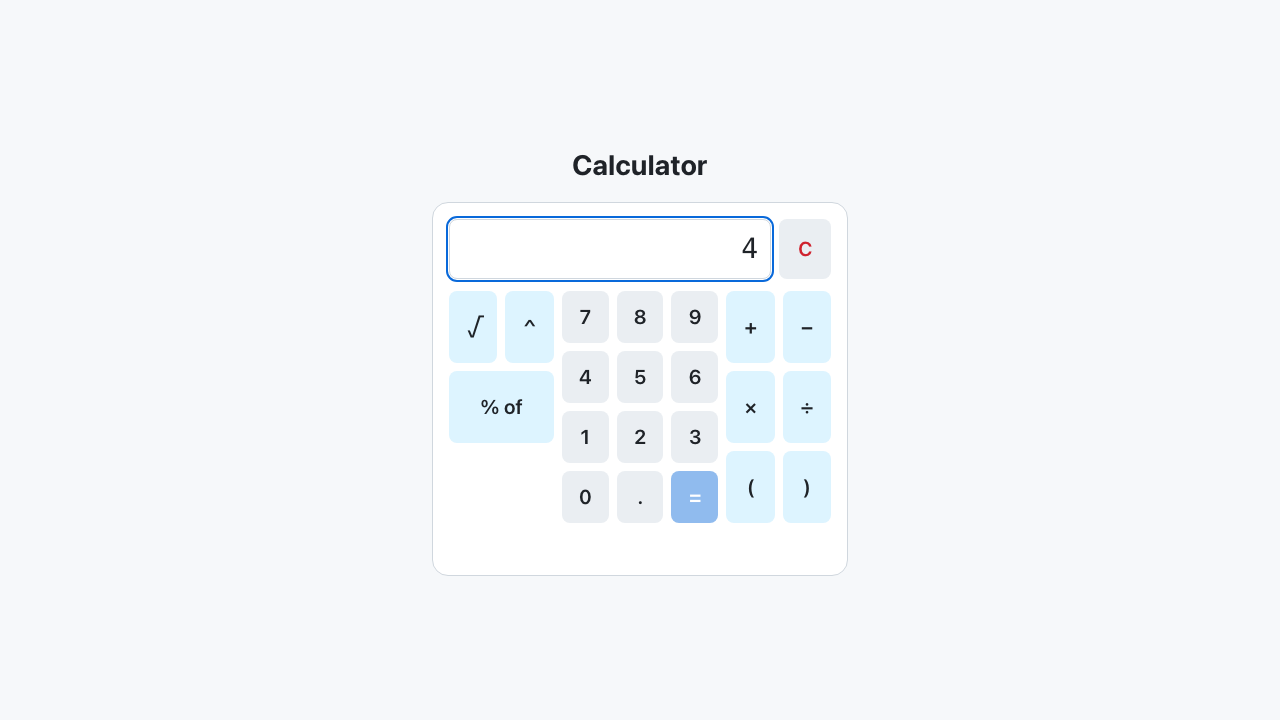 Calculator
4
C
√ ^ 7 8 9 + −
4 5 6
% of × ÷
1 2 3
( )
0 . =